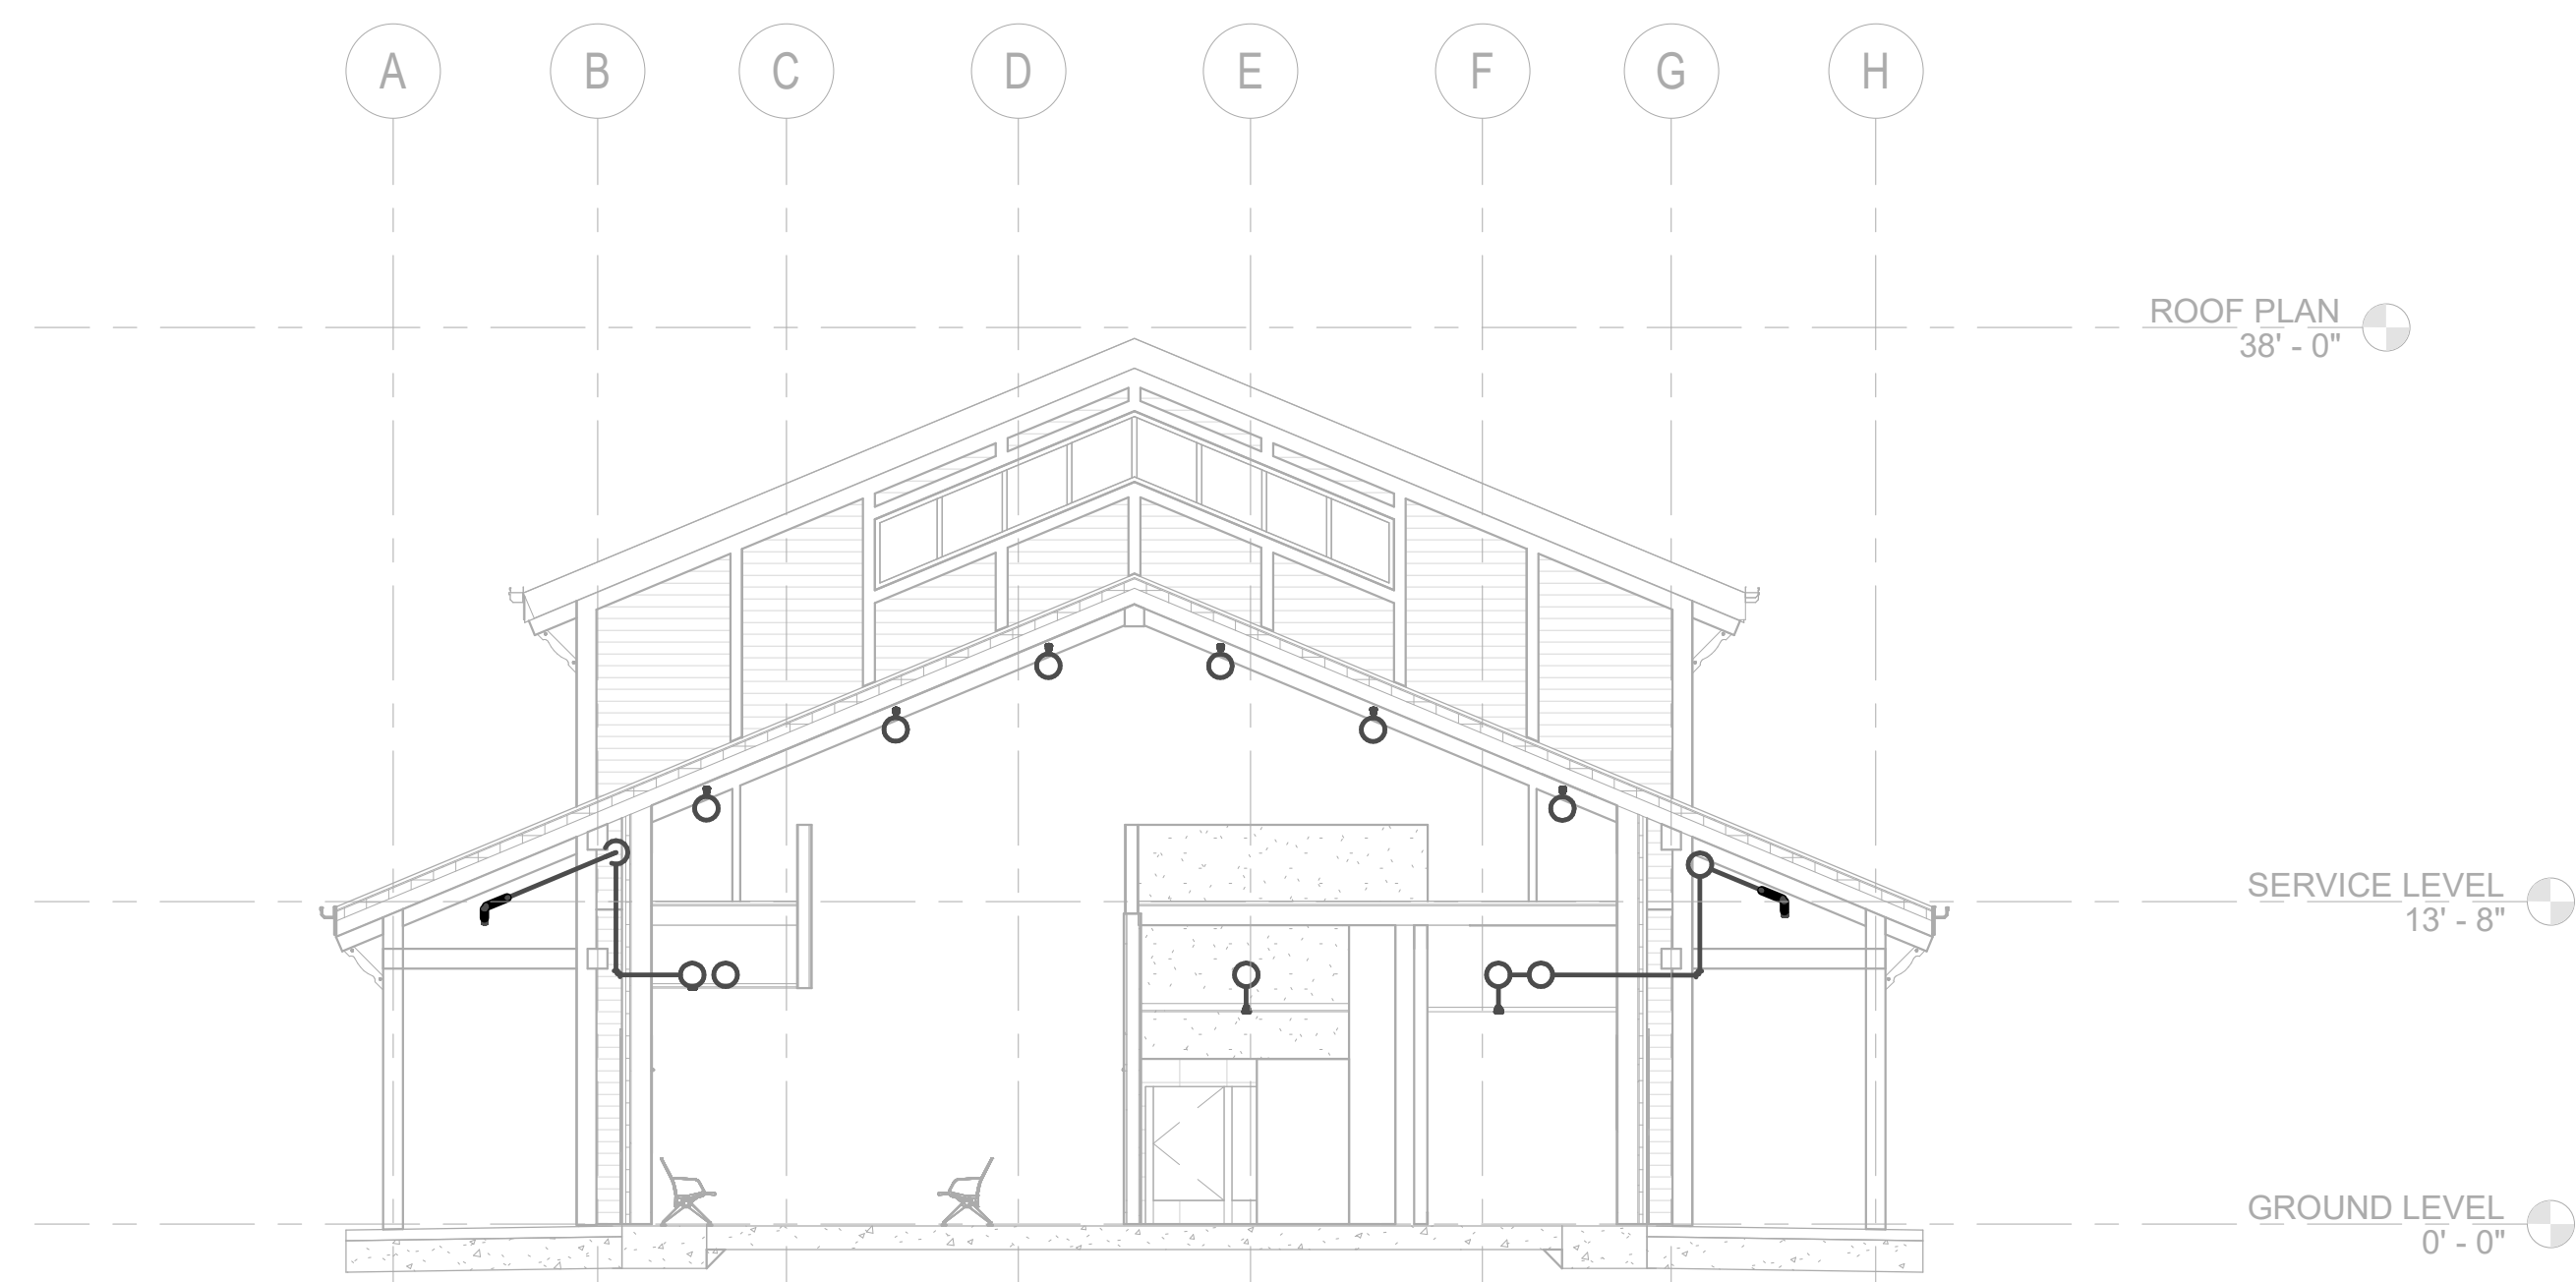 A B C D E F G H
ROOF PLAN
38' - 0"
SERVICE LEVEL
13' - 8"
GROUND LEVEL
0' - 0"